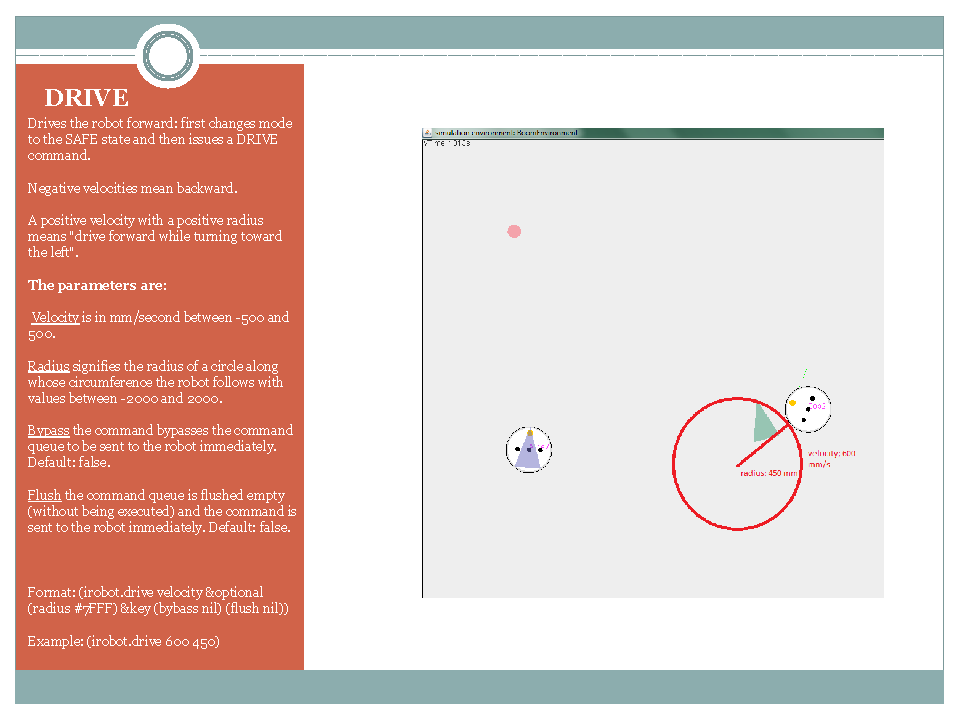 DRIVE
Drives the robot forward: first changes mode
to the SAFE state and then issues a DRIVE
command.
Negative velocities mean backward.
A positive velocity with a positive radius
means "drive forward while turning toward
the left".
The parameters are:
Velocity is in mm/second between -500 and
500.
Radius signifies the radius of a circle along
whose circumference the robot follows with
values between -2000 and 2000.
Bypass the command bypasses the command
queue to be sent to the robot immediately.
Default: false.
Flush the command queue is flushed empty
(without being executed) and the command is
sent to the robot immediately. Default: false.
Format: (irobot.drive velocity &optional
(radius #7FFF) &key (bybass nil) (flush nil))
Example: (irobot.drive 600 450)
simulation environment: RoomEnvironment
velocity: 600
mm/s
radius: 450 mm